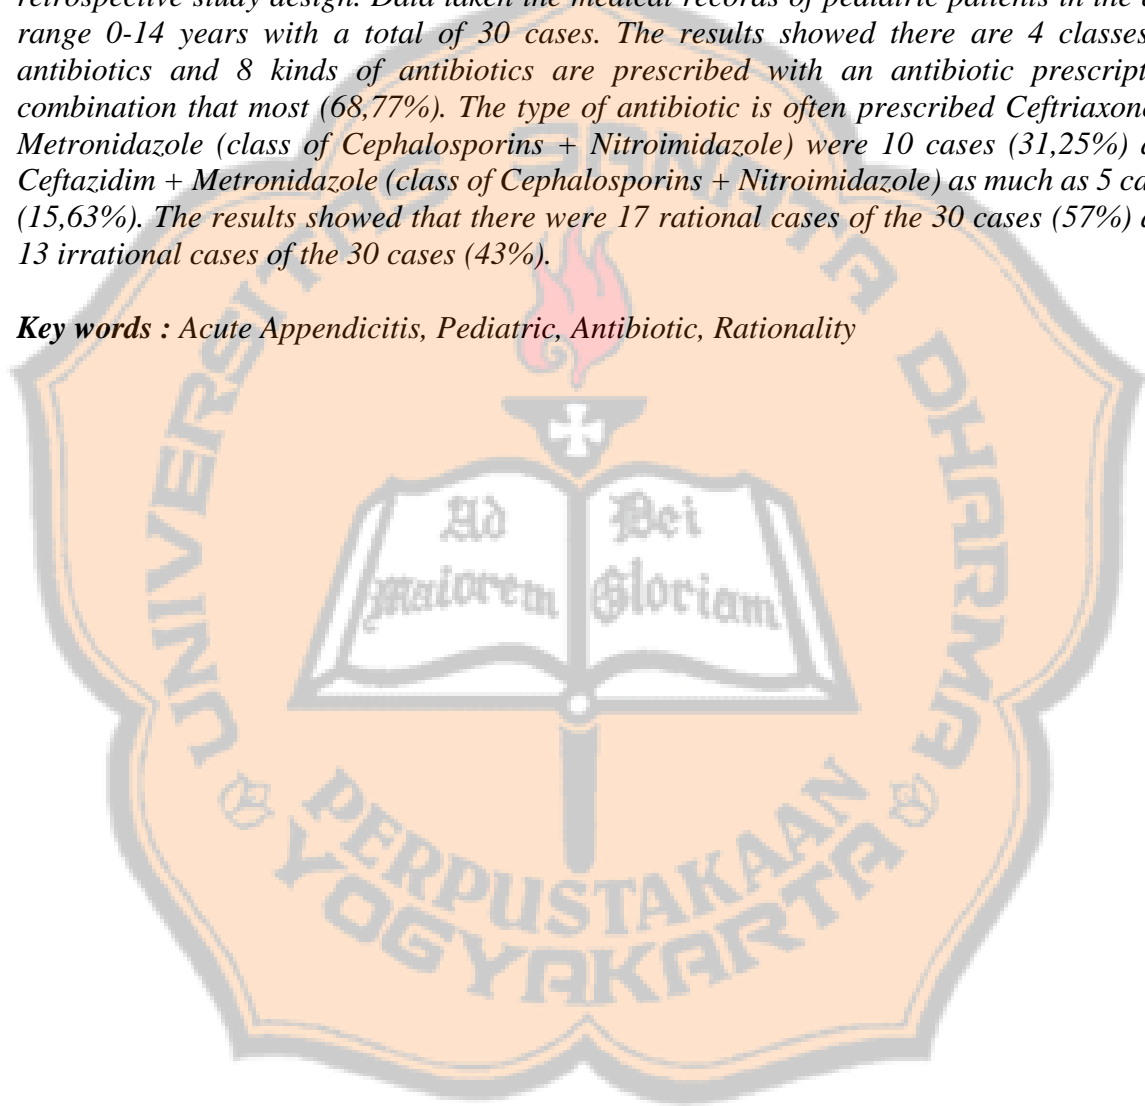 retrospective study design. Data taken the medical records of pediatric patients in the
range 0-14 years with a total of 30 cases. The results showed there are 4 classes
antibiotics and 8 kinds of antibiotics are prescribed with an antibiotic
combination that most (68,77%). The type of antibiotic is often prescribed
Metronidazole (class of Cephalosporins + Nitroimidazole) were 10 cases (31,25%)
Ceftazidim + Metronidazole (class of Cephalosporins + Nitroimidazole) as much as 5
(15,63%). The results showed that there were 17 rational cases of the 30 cases (57%)
13 irrational cases of the 30 cases (43%).
Key words : Acute Appendicitis, Pediatric, Antibiotic, Rationality
UNIVERSITAS SANATA DHARMA
Ad Dei
maiorem Gloriam
PERPUSTAKAAN
YOGYAKARTA